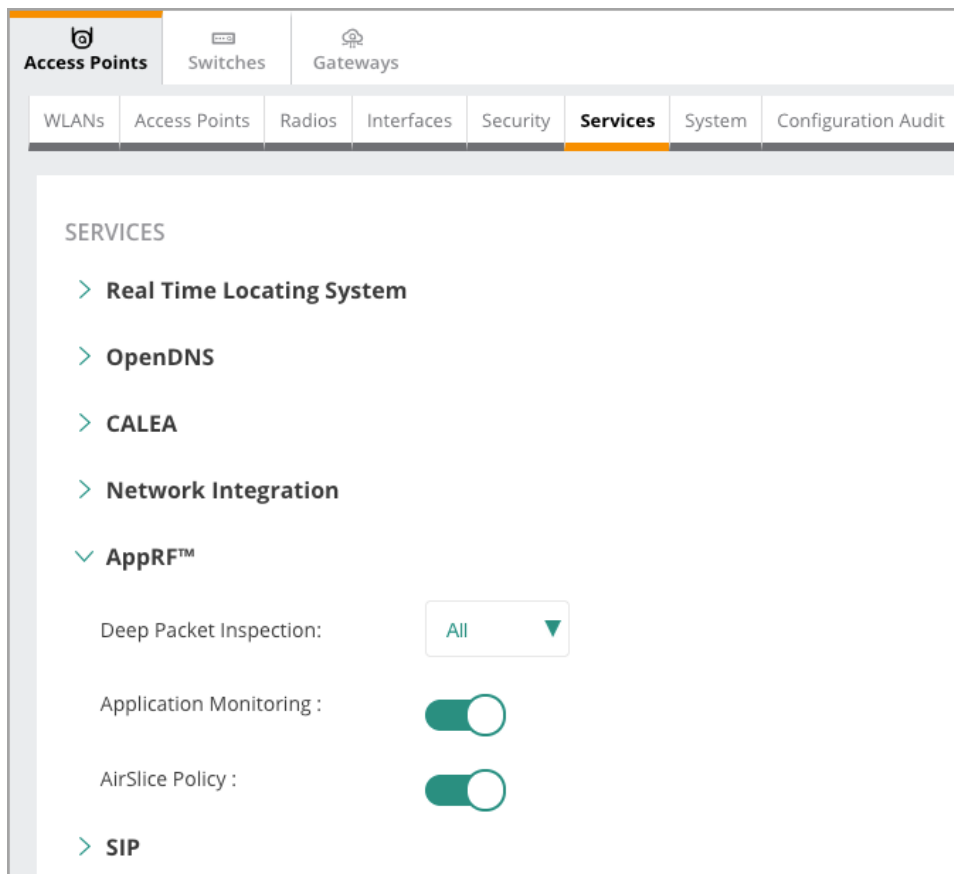 Access Points Switches Gateways
WLANs Access Points Radios Interfaces Security Services System Configuration Audit
SERVICES
Real Time Locating System
OpenDNS
CALEA
Network Integration
AppRF™
Deep Packet Inspection: All
Application Monitoring :
AirSlice Policy :
SIP